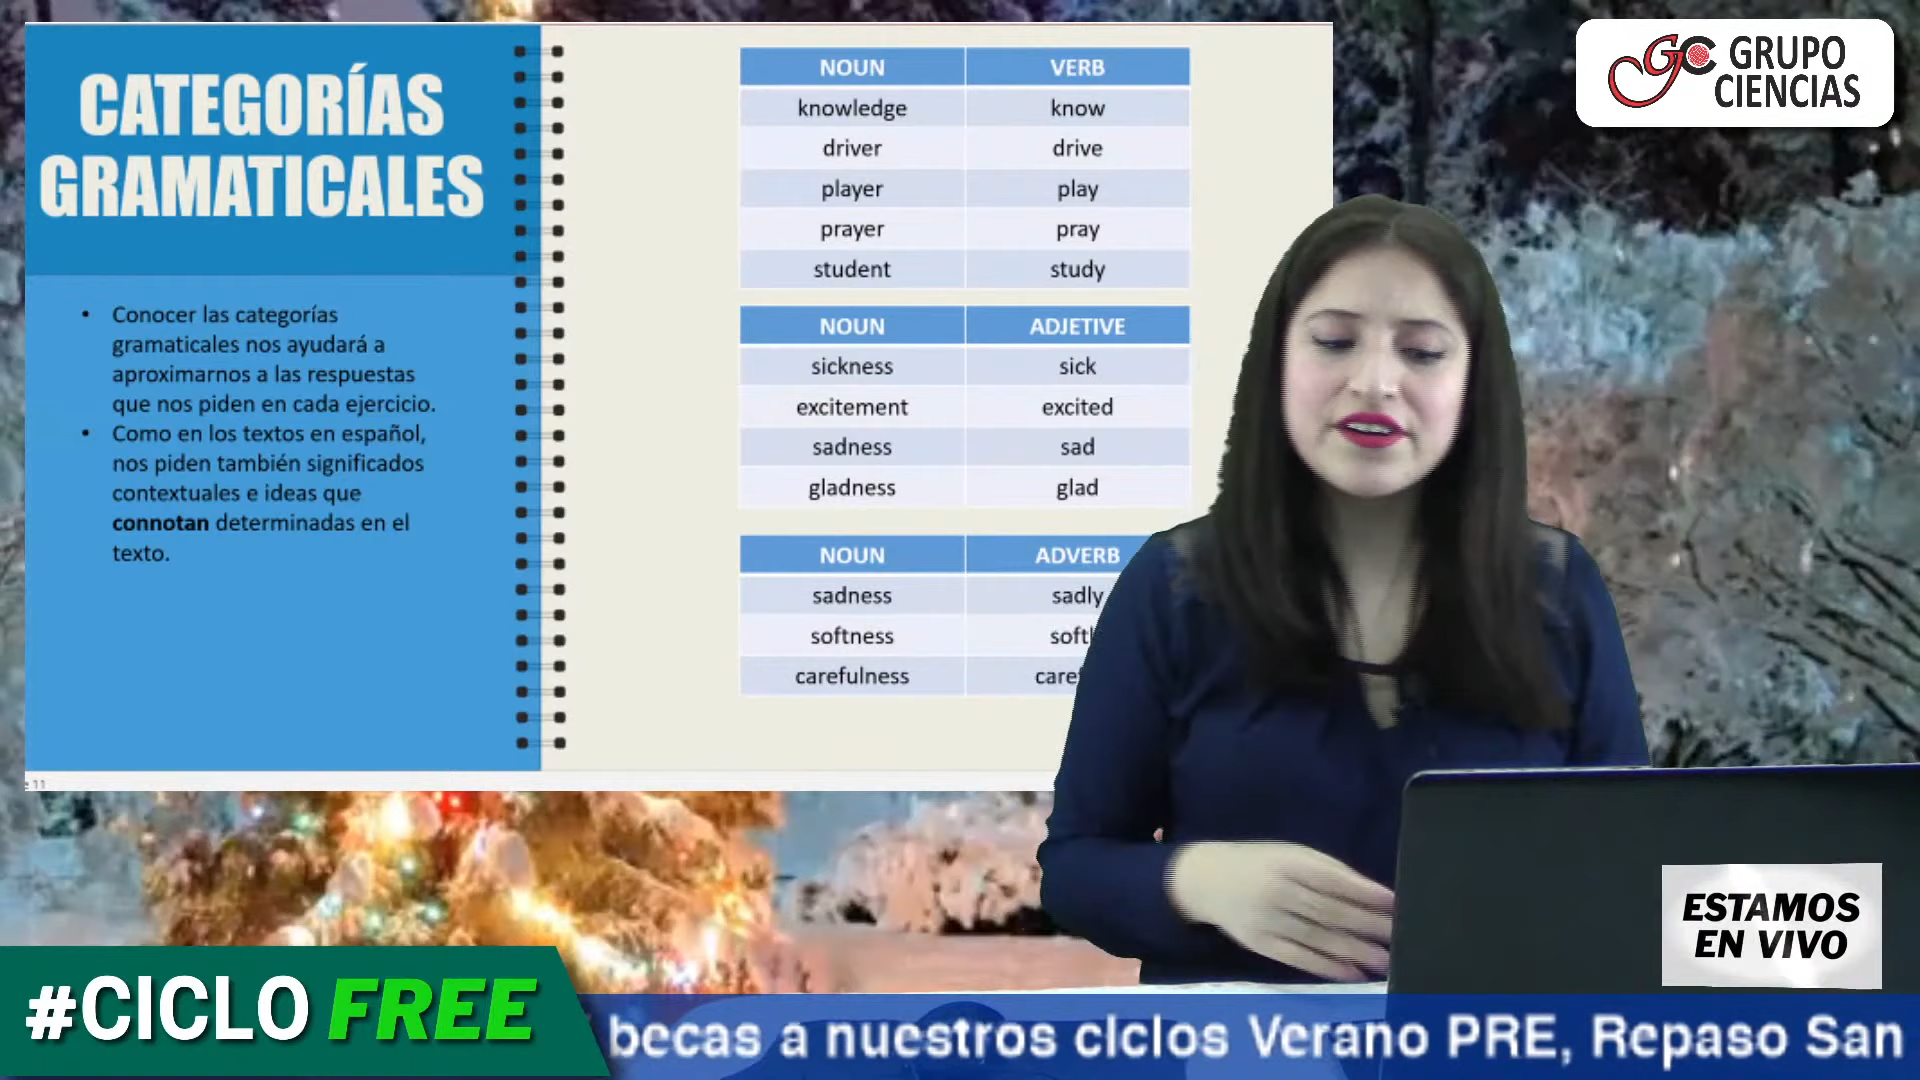 CATEGORÍAS
GRAMATICALES
• Conocer las categorías
gramaticales nos ayudará a
aproximarnos a las respuestas
que nos piden en cada ejercicio.
• Como en los textos en español,
nos piden también significados
contextuales e ideas que
connotan determinadas en el
texto.
NOUN VERB
knowledge know
driver drive
player play
prayer pray
student study
NOUN ADJETIVE
sickness sick
excitement excited
sadness sad
gladness glad
NOUN ADVERB
sadness sadly
softness
carefulness
11
GC GRUPO
CIENCIAS
ESTAMOS
EN VIVO
#CICLO FREE
becas a nuestros ciclos Verano PRE, Repaso San